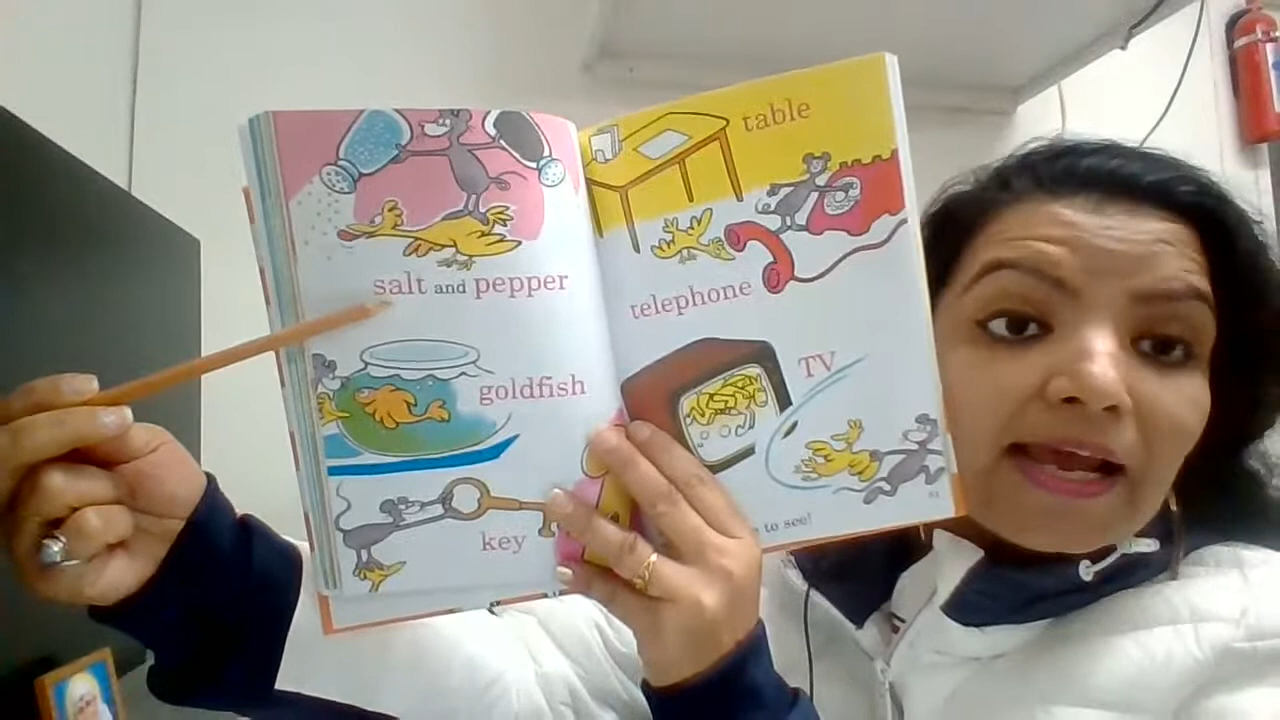 salt and pepper
goldfish
key
table
telephone
TV
to see!